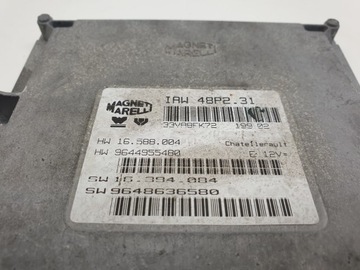 MAGNETI MARELLI
IAW 48P2.31
33VP8FK72 199 02
HW 16.588.004 Chatellerault
HW 9644955480 E 12V=
SW 16.394.084
SW 9648636580